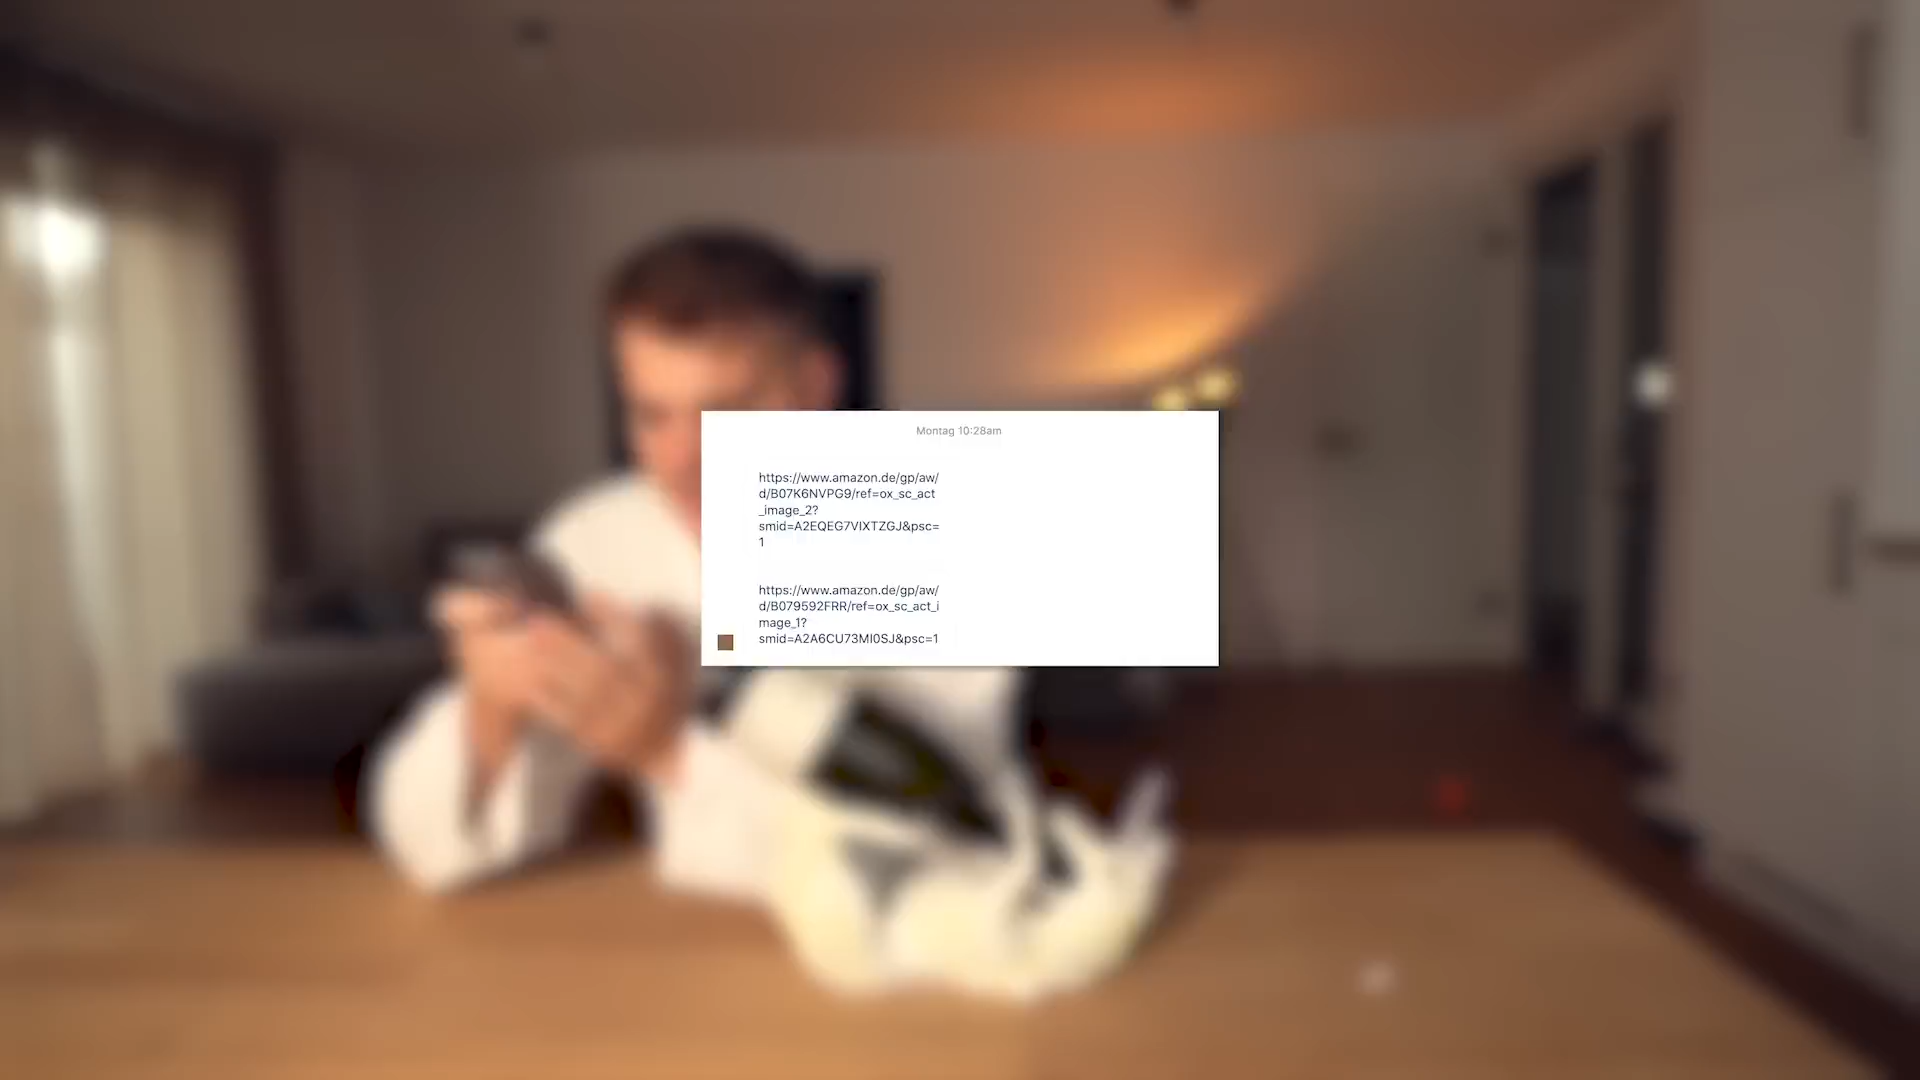 Montag 10:28am
https://www.amazon.de/gp/aw/
d/B07K6NVPG9/ref=ox_sc_act
_image_2?
smid=A2EQEG7VIXTZGJ&psc=
1
https://www.amazon.de/gp/aw/
d/B079592FRR/ref=ox_sc_act_i
mage_1?
smid=A2A6CU73MI0SJ&psc=1